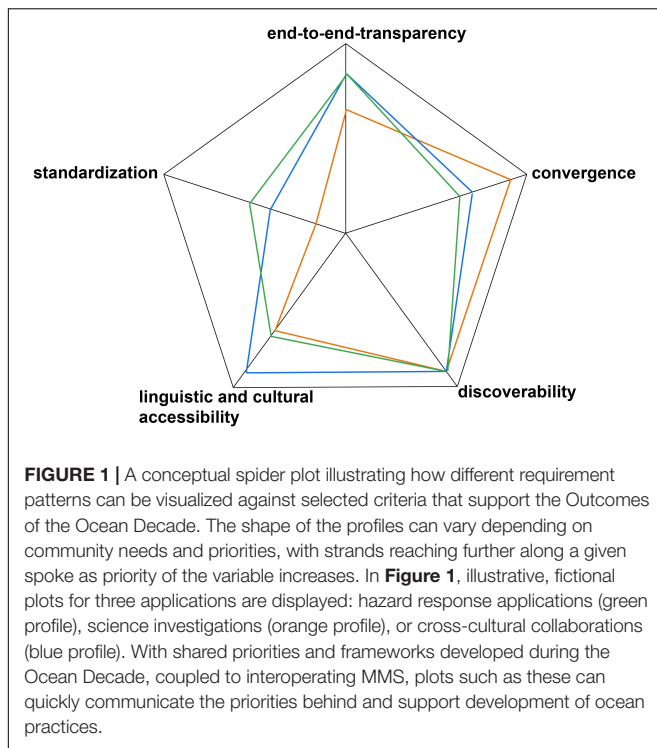 end-to-end-transparency
standardization
convergence
linguistic and cultural
accessibility
discoverability
FIGURE 1 | A conceptual spider plot illustrating how different requirement
patterns can be visualized against selected criteria that support the Outcomes
of the Ocean Decade. The shape of the profiles can vary depending on
community needs and priorities, with strands reaching further along a given
spoke as priority of the variable increases. In Figure 1, illustrative, fictional
plots for three applications are displayed: hazard response applications (green
profile), science investigations (orange profile), or cross-cultural collaborations
(blue profile). With shared priorities and frameworks developed during the
Ocean Decade, coupled to interoperating MMS, plots such as these can
quickly communicate the priorities behind and support development of ocean
practices.